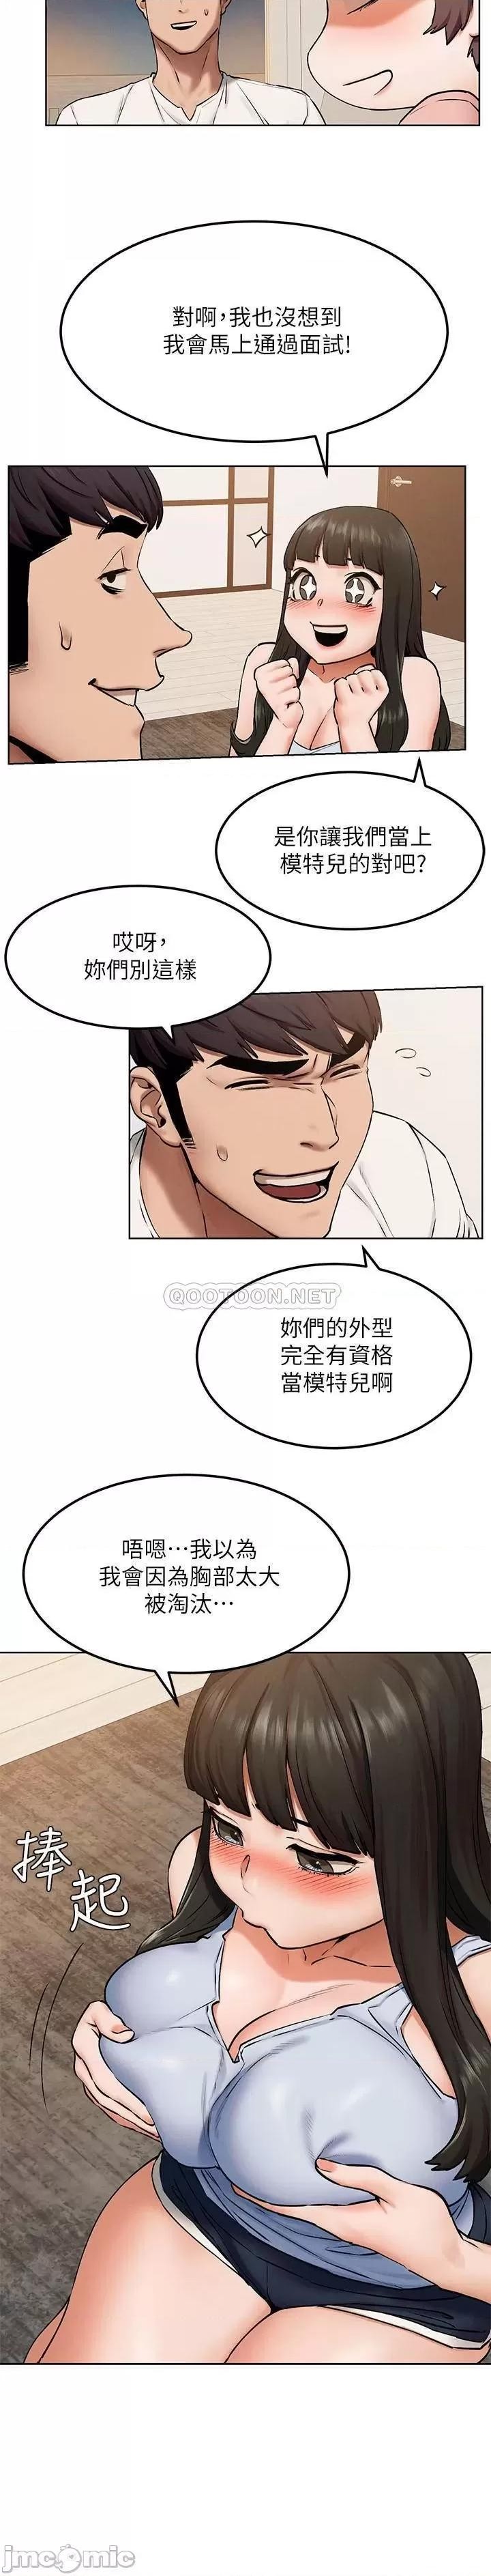 對啊,我也沒想到
我會馬上通過面試!
是你讓我們當上
模特兒的對吧?
哎呀,
妳們別這樣
QOOTOON.NET
妳們的外型
完全有資格
當模特兒啊
唔嗯…我以為
我會因為胸部太大
被淘汰…
捧起
jmcomic